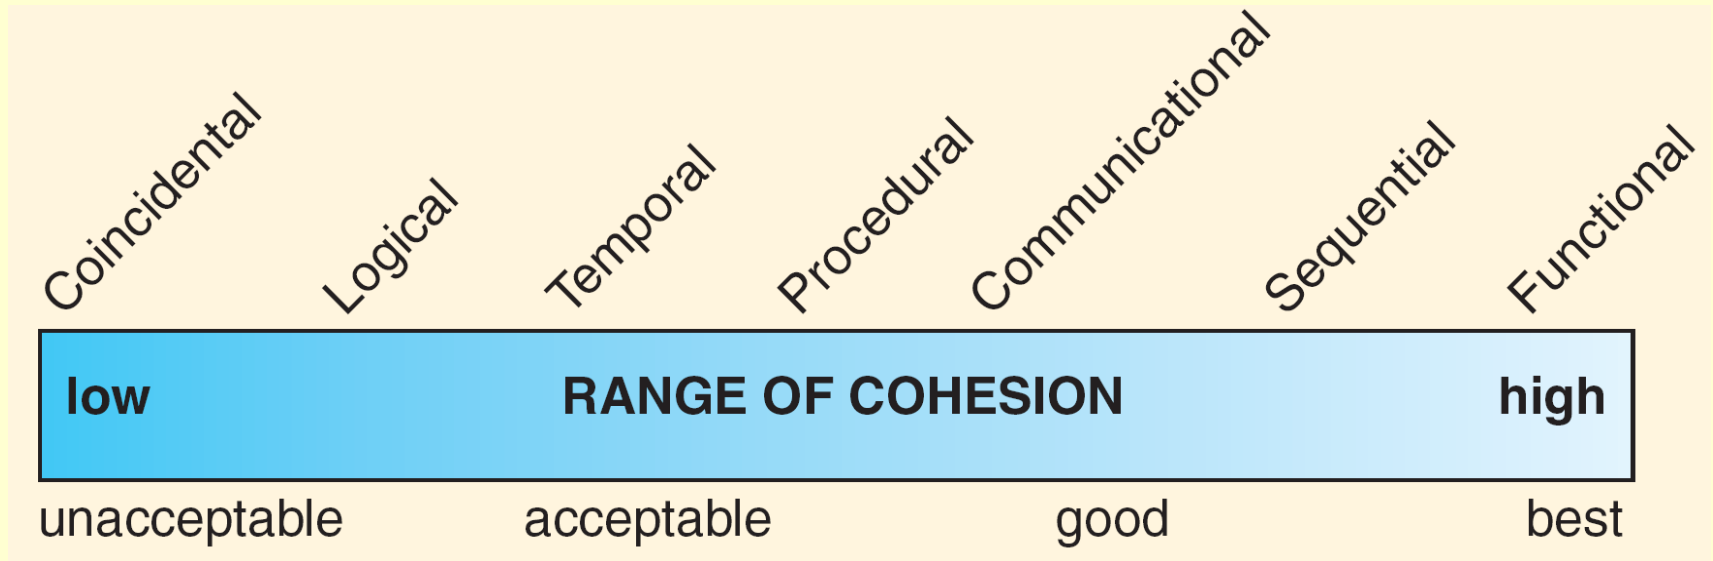 Coincidental
Logical
Temporal
Procedural
Communicational
Sequential
Functional
low RANGE OF COHESION high
unacceptable acceptable good best